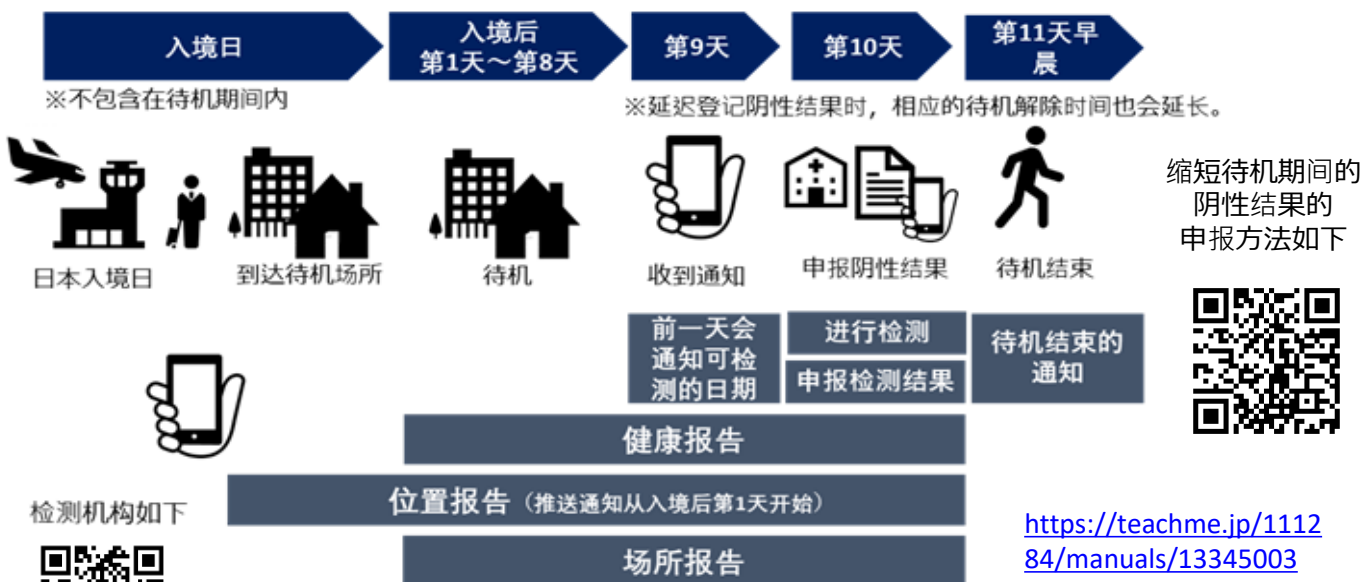 入境日
入境后
第1天～第8天
第9天
第10天
第11天早
晨
※不包含在待机期间内
※延迟登记阴性结果时，相应的待机解除时间也会延长。
日本入境日
到达待机场所
待机
收到通知
申报阴性结果
待机结束
缩短待机期间的
阴性结果的
申报方法如下
前一天会
通知可检
测的日期
进行检测
申报检测结果
待机结束的
通知
健康报告
位置报告（推送通知从入境后第1天开始）
场所报告
检测机构如下
https://teachme.jp/1112
84/manuals/13345003